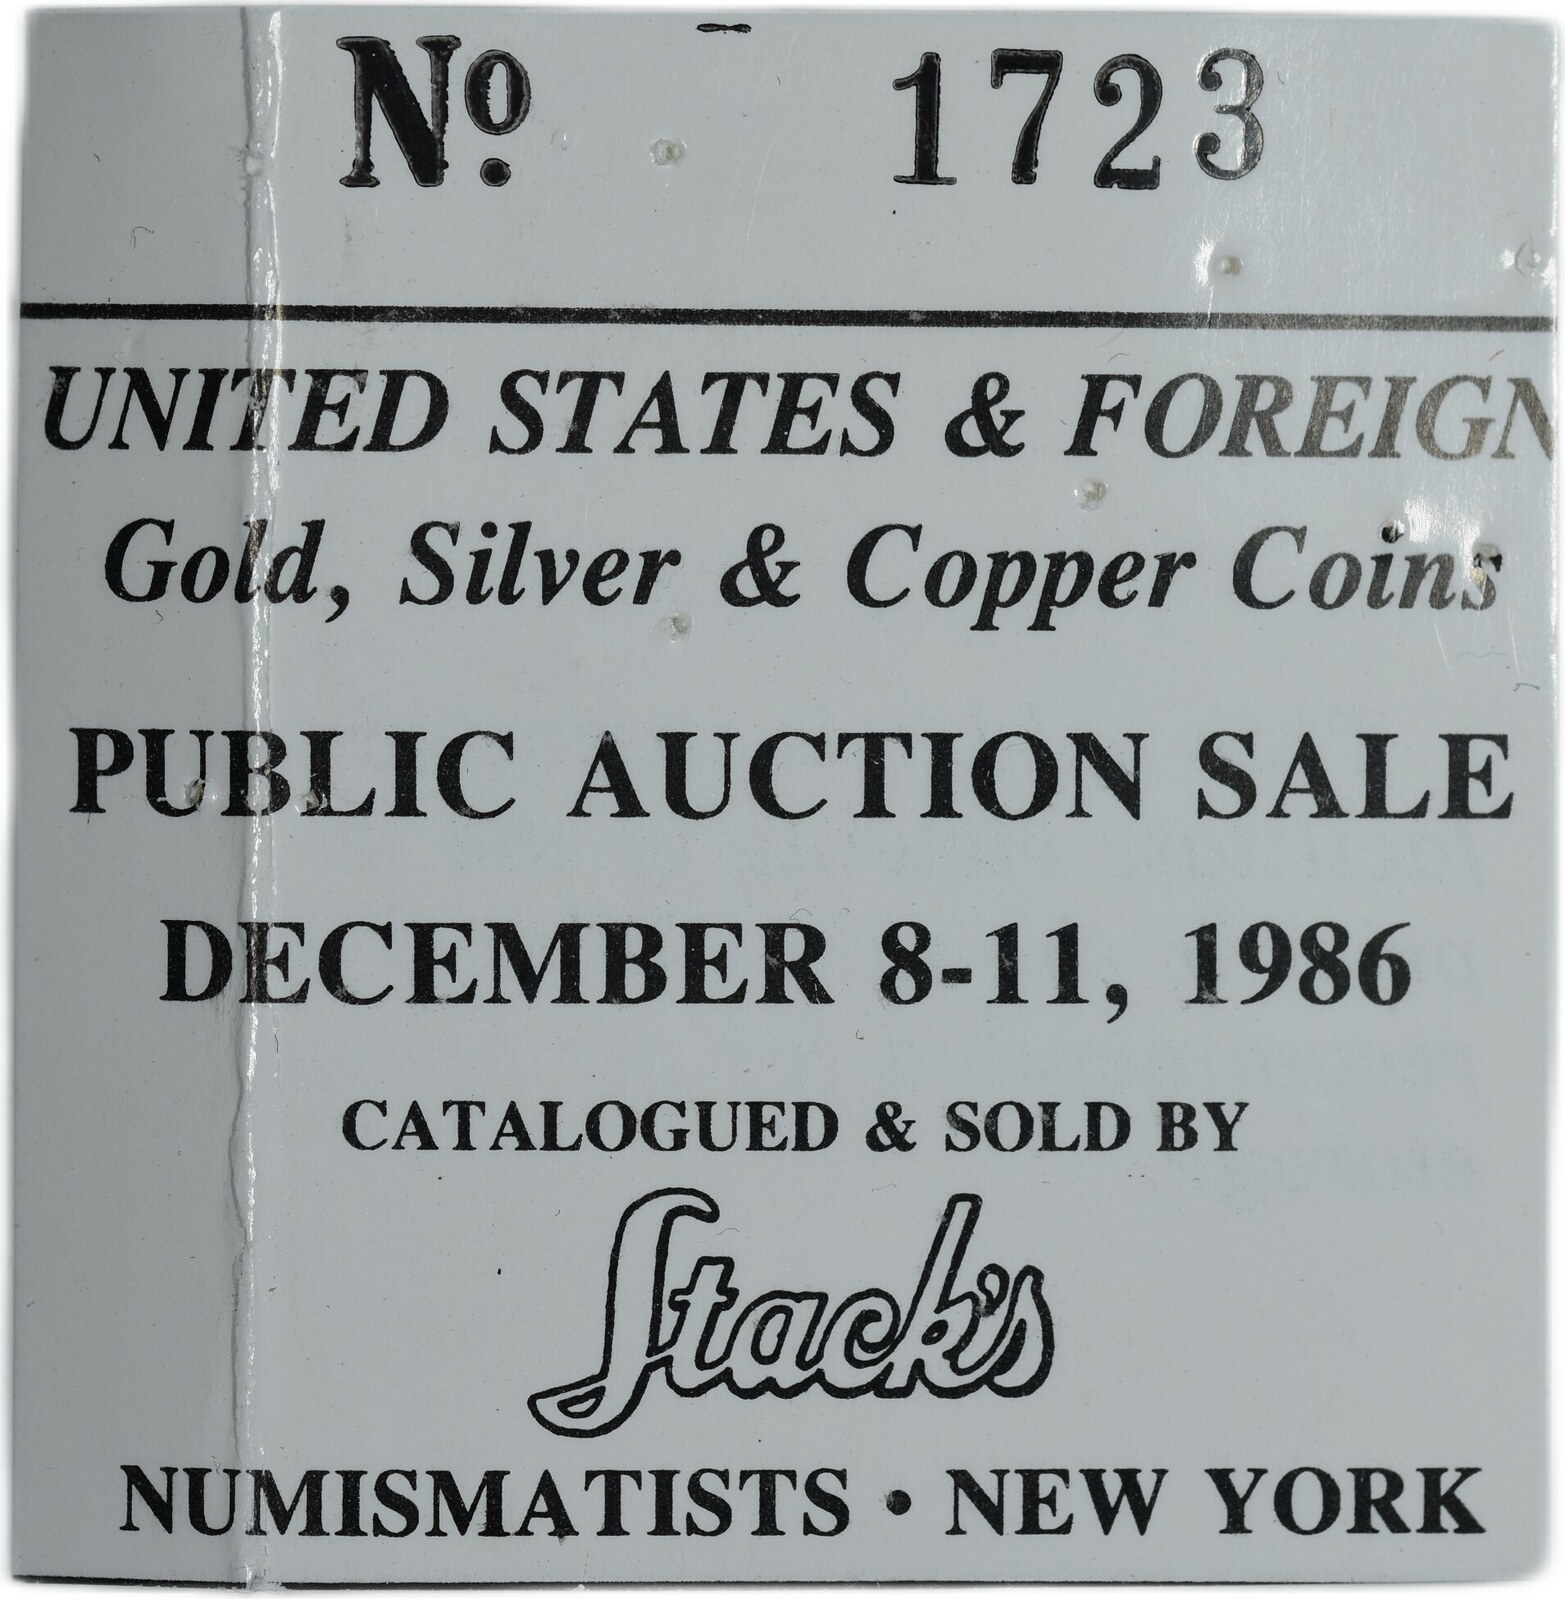 No. 1723
UNITED STATES & FOREIGN
Gold, Silver & Copper Coins
PUBLIC AUCTION SALE
DECEMBER 8-11, 1986
CATALOGUED & SOLD BY
Stack's
NUMISMATISTS • NEW YORK